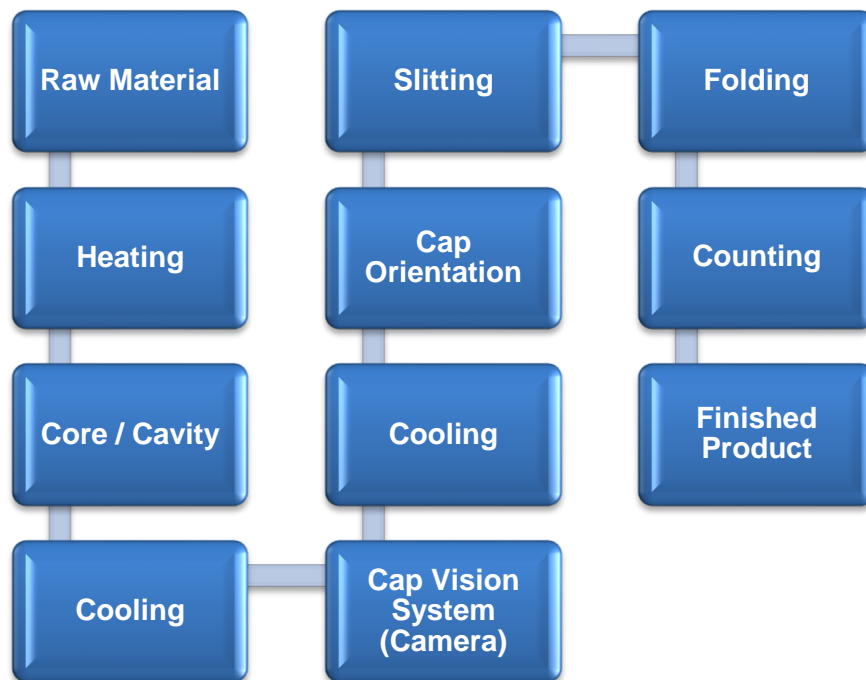 Raw Material
Heating
Core / Cavity
Cooling
Cap Vision
System
(Camera)
Cooling
Cap
Orientation
Slitting
Folding
Counting
Finished
Product